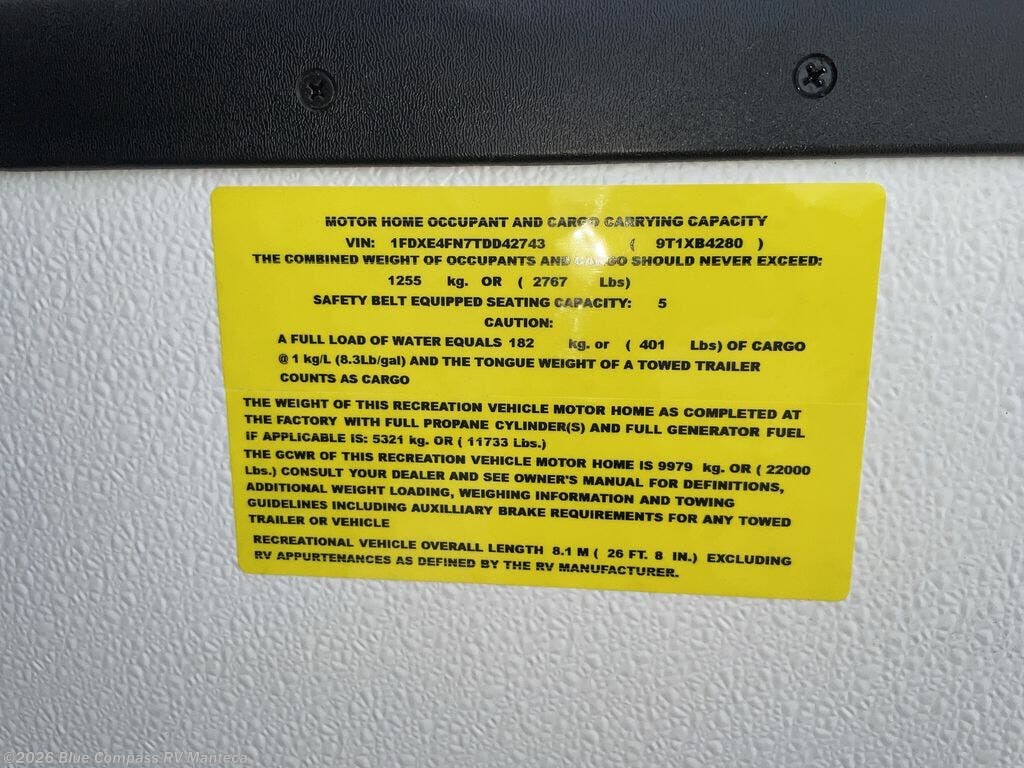 MOTOR HOME OCCUPANT AND CARGO CARRYING CAPACITY
VIN: 1FDXE4FN7TDD42743 ( 9T1XB4280 )
THE COMBINED WEIGHT OF OCCUPANTS AND CARGO SHOULD NEVER EXCEED:
1255 kg. OR ( 2767 Lbs)
SAFETY BELT EQUIPPED SEATING CAPACITY: 5
CAUTION:
A FULL LOAD OF WATER EQUALS 182 kg. or ( 401 Lbs) OF CARGO
@ 1 kg/L (8.3Lb/gal) AND THE TONGUE WEIGHT OF A TOWED TRAILER
COUNTS AS CARGO
THE WEIGHT OF THIS RECREATION VEHICLE MOTOR HOME AS COMPLETED AT
THE FACTORY WITH FULL PROPANE CYLINDER(S) AND FULL GENERATOR FUEL
IF APPLICABLE IS: 5321 kg. OR ( 11733 Lbs.)
THE GCWR OF THIS RECREATION VEHICLE MOTOR HOME IS 9979 kg. OR ( 22000
Lbs.) CONSULT YOUR DEALER AND SEE OWNER'S MANUAL FOR DEFINITIONS,
ADDITIONAL WEIGHT LOADING, WEIGHING INFORMATION AND TOWING
GUIDELINES INCLUDING AUXILLIARY BRAKE REQUIREMENTS FOR ANY TOWED
TRAILER OR VEHICLE
RECREATIONAL VEHICLE OVERALL LENGTH 8.1 M ( 26 FT. 8 IN.) EXCLUDING
RV APPURTENANCES AS DEFINED BY THE RV MANUFACTURER.
©2026 Blue Compass RV Manteca